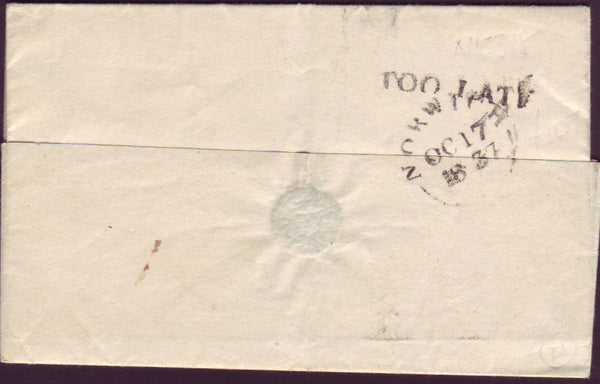 TOO LATE
NORWICH
OC 17
1837